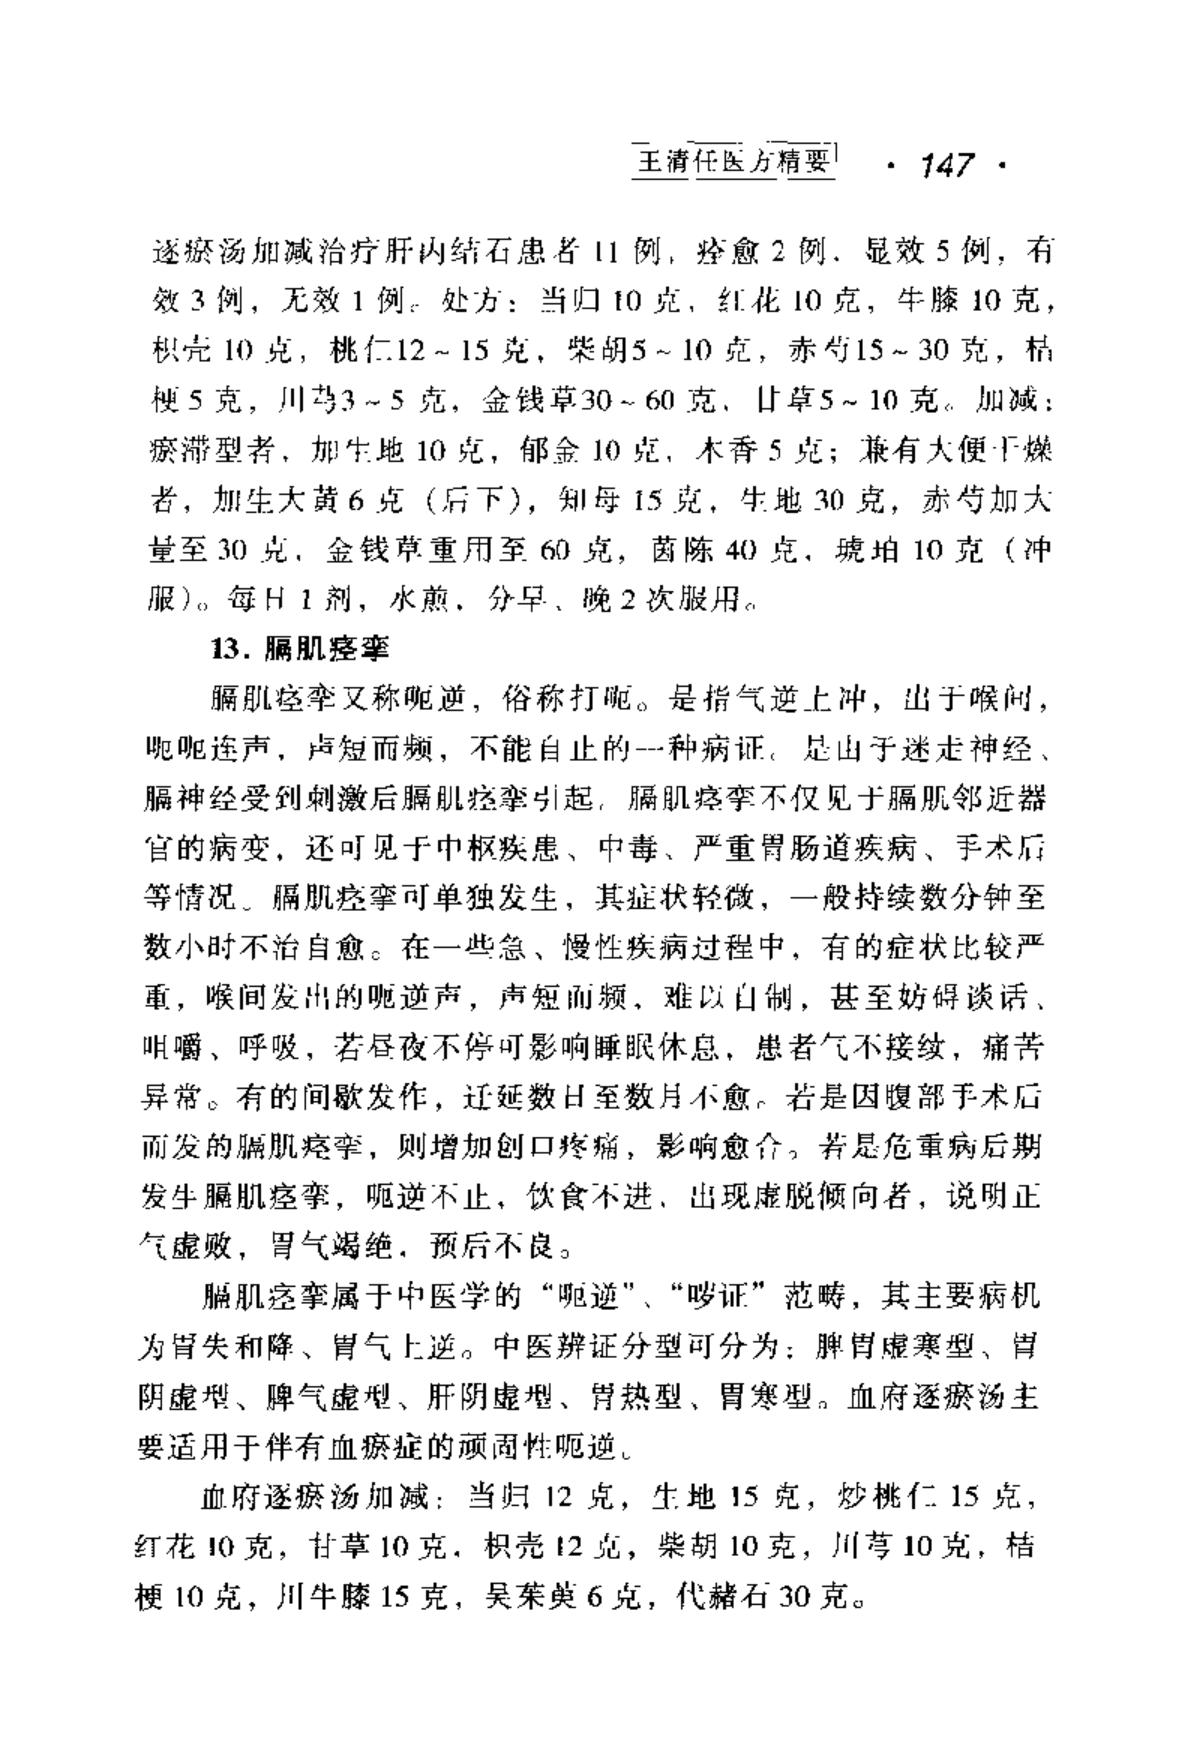 王清任医方精要 · 147 ·
逐瘀汤加减治疗肝内结石患者 11 例，痊愈 2 例，显效 5 例，有
效 3 例，无效 1 例。处方：当归 10 克，红花 10 克，牛膝 10 克，
枳壳 10 克，桃仁12～15 克，柴胡5～10 克，赤芍15～30 克，桔
梗 5 克，川芎3～5 克，金钱草30～60 克，甘草5～10 克。加减：
瘀滞型者，加生地 10 克，郁金 10 克，木香 5 克；兼有大便干燥
者，加生大黄 6 克（后下），知母 15 克，生地 30 克，赤芍加大
量至 30 克，金钱草重用至 60 克，茵陈 40 克，琥珀 10 克（冲
服）。每日 1 剂，水煎，分早、晚 2 次服用。
13. 膈肌痉挛
膈肌痉挛又称呃逆，俗称打呃。是指气逆上冲，出于喉间，
呃呃连声，声短而频，不能自止的一种病证。是由于迷走神经、
膈神经受到刺激后膈肌痉挛引起。膈肌痉挛不仅见于膈肌邻近器
官的病变，还可见于中枢疾患、中毒、严重胃肠道疾病、手术后
等情况。膈肌痉挛可单独发生，其症状轻微，一般持续数分钟至
数小时不治自愈。在一些急、慢性疾病过程中，有的症状比较严
重，喉间发出的呃逆声，声短而频，难以自制，甚至妨碍谈话、
咀嚼、呼吸，若昼夜不停可影响睡眠休息，患者气不接续，痛苦
异常。有的间歇发作，迁延数日至数月不愈。若是因腹部手术后
而发的膈肌痉挛，则增加创口疼痛，影响愈合。若是危重病后期
发生膈肌痉挛，呃逆不止，饮食不进，出现虚脱倾向者，说明正
气虚败，胃气竭绝，预后不良。
膈肌痉挛属于中医学的“呃逆”、“哕证”范畴，其主要病机
为胃失和降、胃气上逆。中医辨证分型可分为：脾胃虚寒型、胃
阴虚型、脾气虚型、肝阴虚型、胃热型、胃寒型。血府逐瘀汤主
要适用于伴有血瘀症的顽固性呃逆。
血府逐瘀汤加减：当归 12 克，生地 15 克，炒桃仁 15 克，
红花 10 克，甘草 10 克，枳壳 12 克，柴胡 10 克，川芎 10 克，桔
梗 10 克，川牛膝 15 克，吴茱萸 6 克，代赭石 30 克。